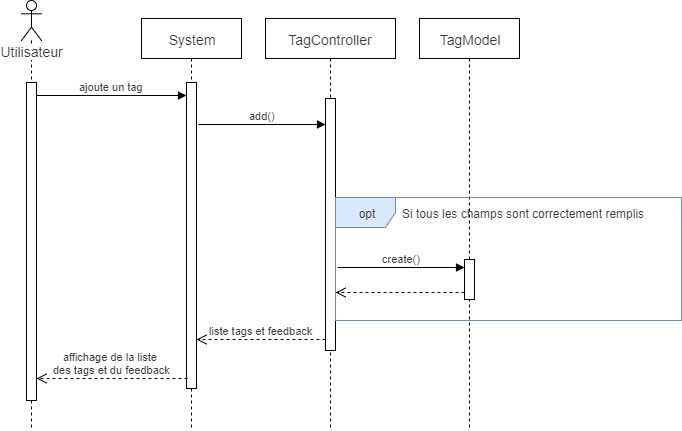 Utilisateur
System
TagController
TagModel
ajoute un tag
add()
opt
Si tous les champs sont correctement remplis
create()
liste tags et feedback
affichage de la liste
des tags et du feedback